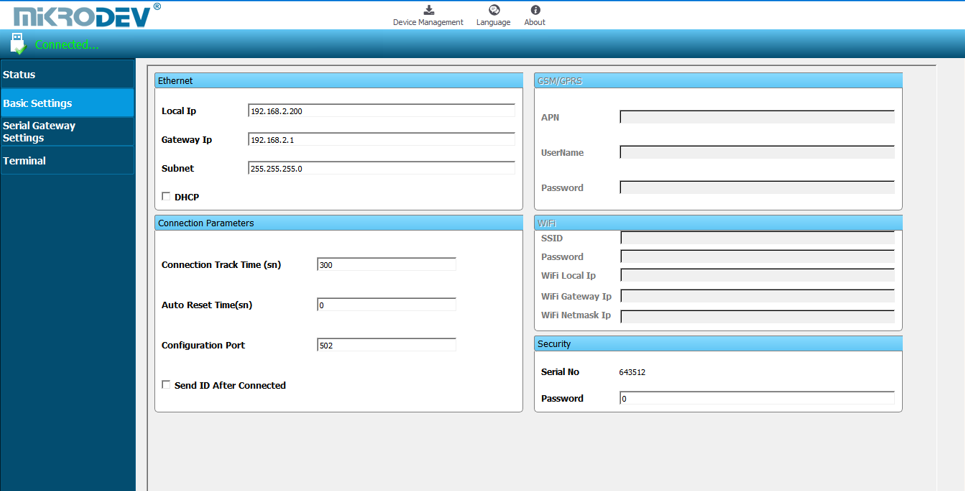 MiKRODEV®
Device Management Language About
Connected...
Status
Basic Settings
Serial Gateway
Settings
Terminal
Ethernet
Local Ip 192.168.2.200
Gateway Ip 192.168.2.1
Subnet 255.255.255.0
DHCP
Connection Parameters
Connection Track Time (sn) 300
Auto Reset Time(sn) 0
Configuration Port 502
Send ID After Connected
GSM/GPRS
APN
UserName
Password
WiFi
SSID
Password
WiFi Local Ip
WiFi Gateway Ip
WiFi Netmask Ip
Security
Serial No 643512
Password 0